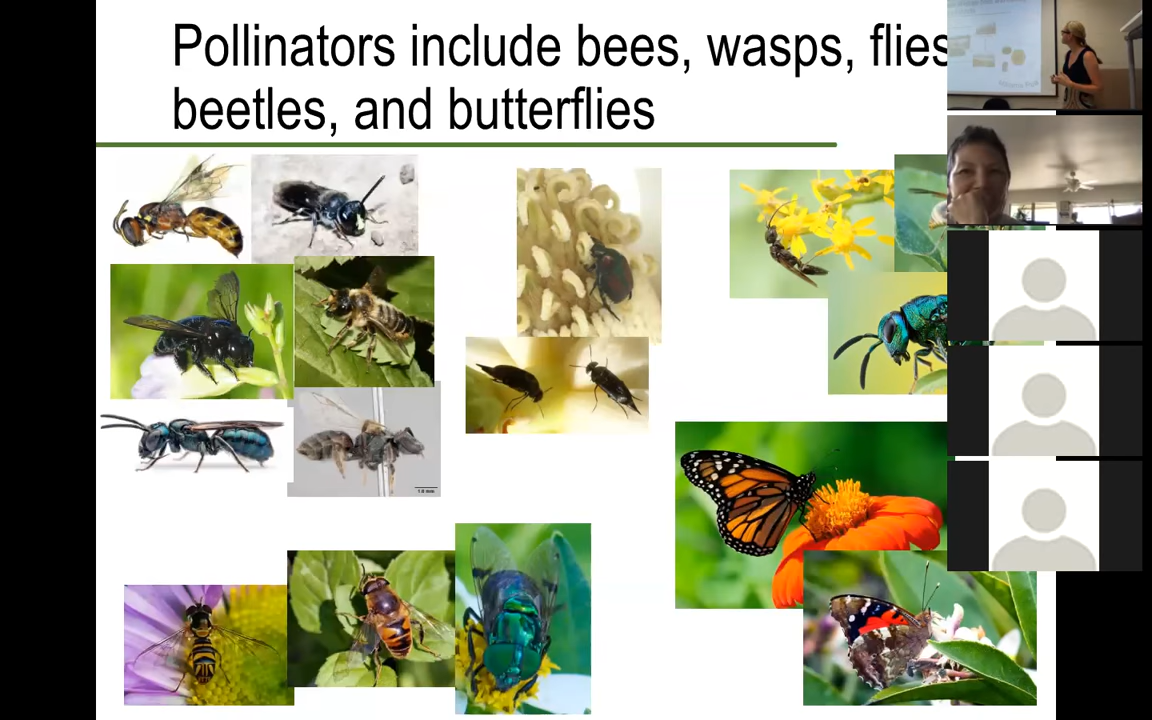 Pollinators include bees, wasps, flies
beetles, and butterflies